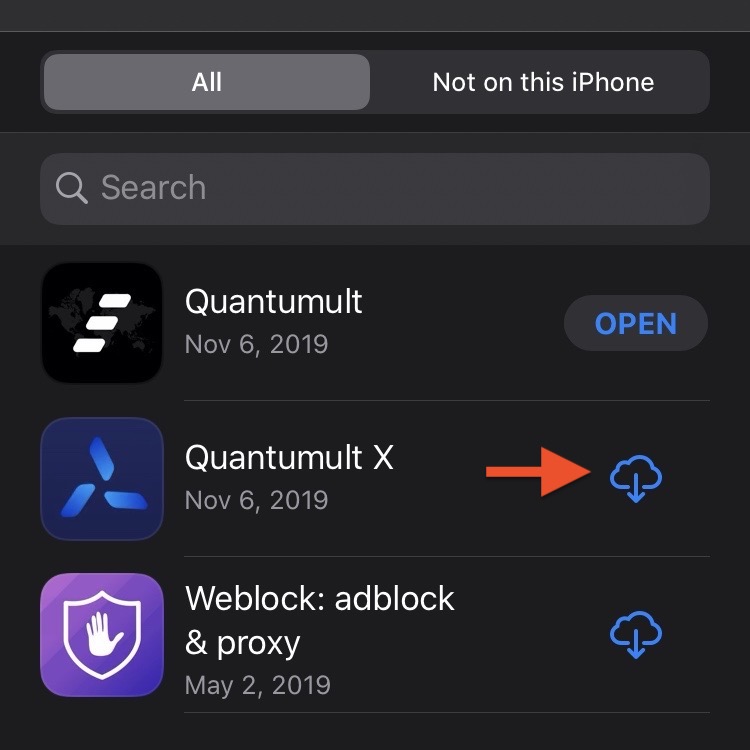 All
Not on this iPhone
Search
Quantumult
Nov 6, 2019
OPEN
Quantumult X
Nov 6, 2019
Weblock: adblock
& proxy
May 2, 2019